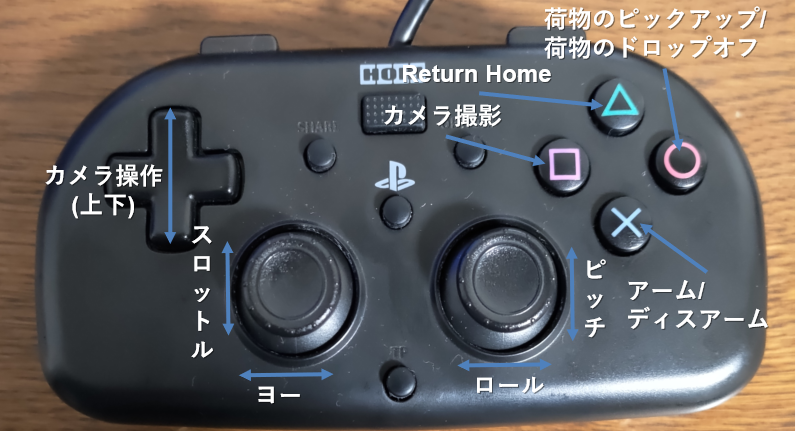 荷物のピックアップ/
荷物のドロップオフ
HORI
Return Home
カメラ撮影
SHARE
カメラ操作
(上下)
スロットル
ピッチ
アーム/
ディスアーム
ヨー
ロール